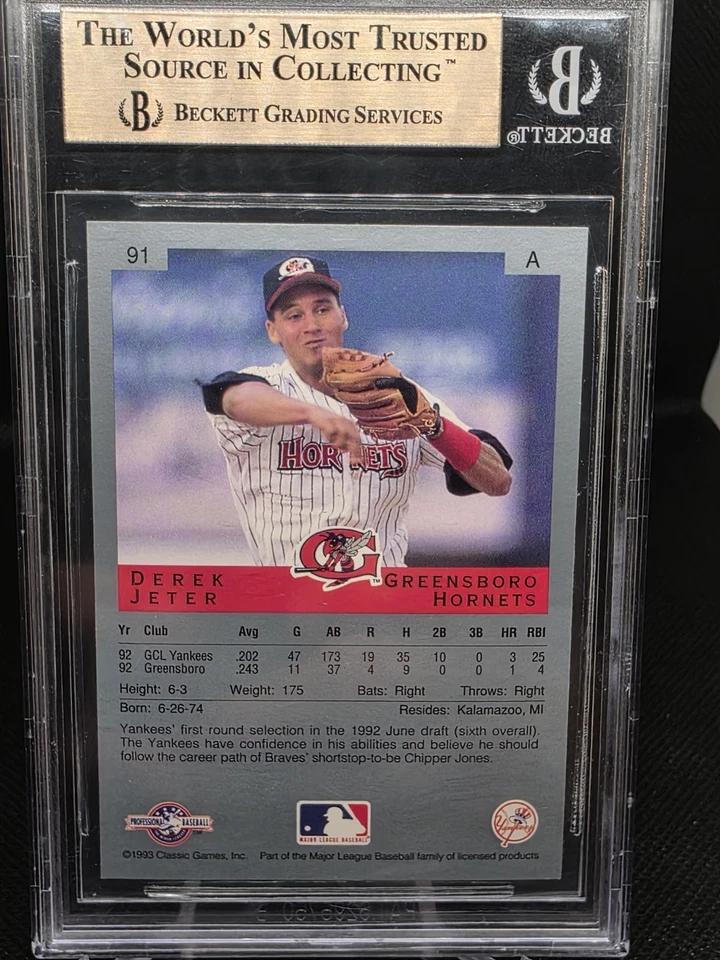 THE WORLD'S MOST TRUSTED
SOURCE IN COLLECTING™
B BECKETT GRADING SERVICES
B
BECKETT®
91
A
HORNETS
G ™
DEREK
JETER
GREENSBORO
HORNETS
Yr Club Avg G AB R H 2B 3B HR RBI
92 GCL Yankees .202 47 173 19 35 10 0 3 25
92 Greensboro .243 11 37 4 9 0 0 1 4
Height: 6-3 Weight: 175 Bats: Right Throws: Right
Born: 6-26-74 Resides: Kalamazoo, MI
Yankees' first round selection in the 1992 June draft (sixth overall).
The Yankees have confidence in his abilities and believe he should
follow the career path of Braves' shortstop-to-be Chipper Jones.
PROFESSIONAL BASEBALL
MAJOR LEAGUE BASEBALL
Yankees
©1993 Classic Games, Inc. Part of the Major League Baseball family of licensed products